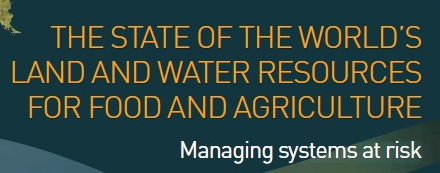 THE STATE OF THE WORLD'S
LAND AND WATER RESOURCES
FOR FOOD AND AGRICULTURE
Managing systems at risk